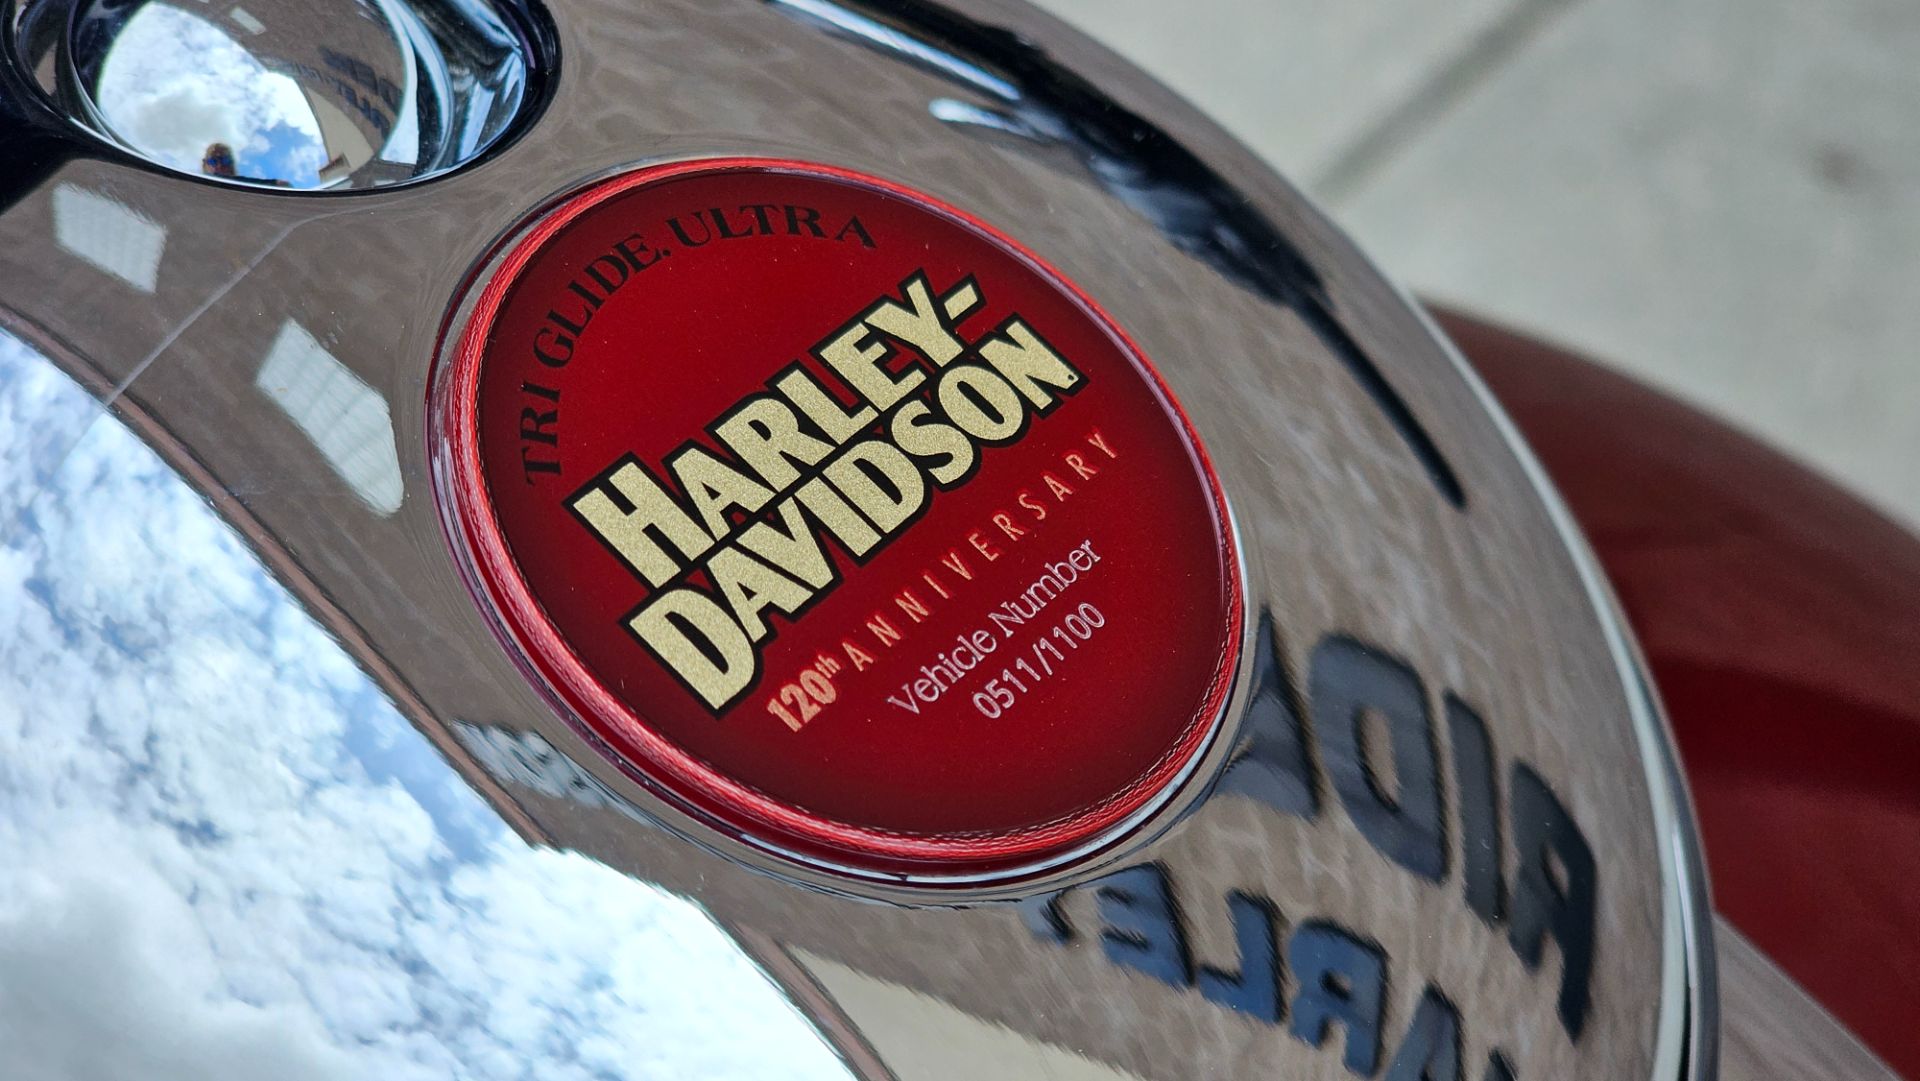 TRI GLIDE. ULTRA
HARLEY-
DAVIDSON
120th ANNIVERSARY
Vehicle Number
0511/1100